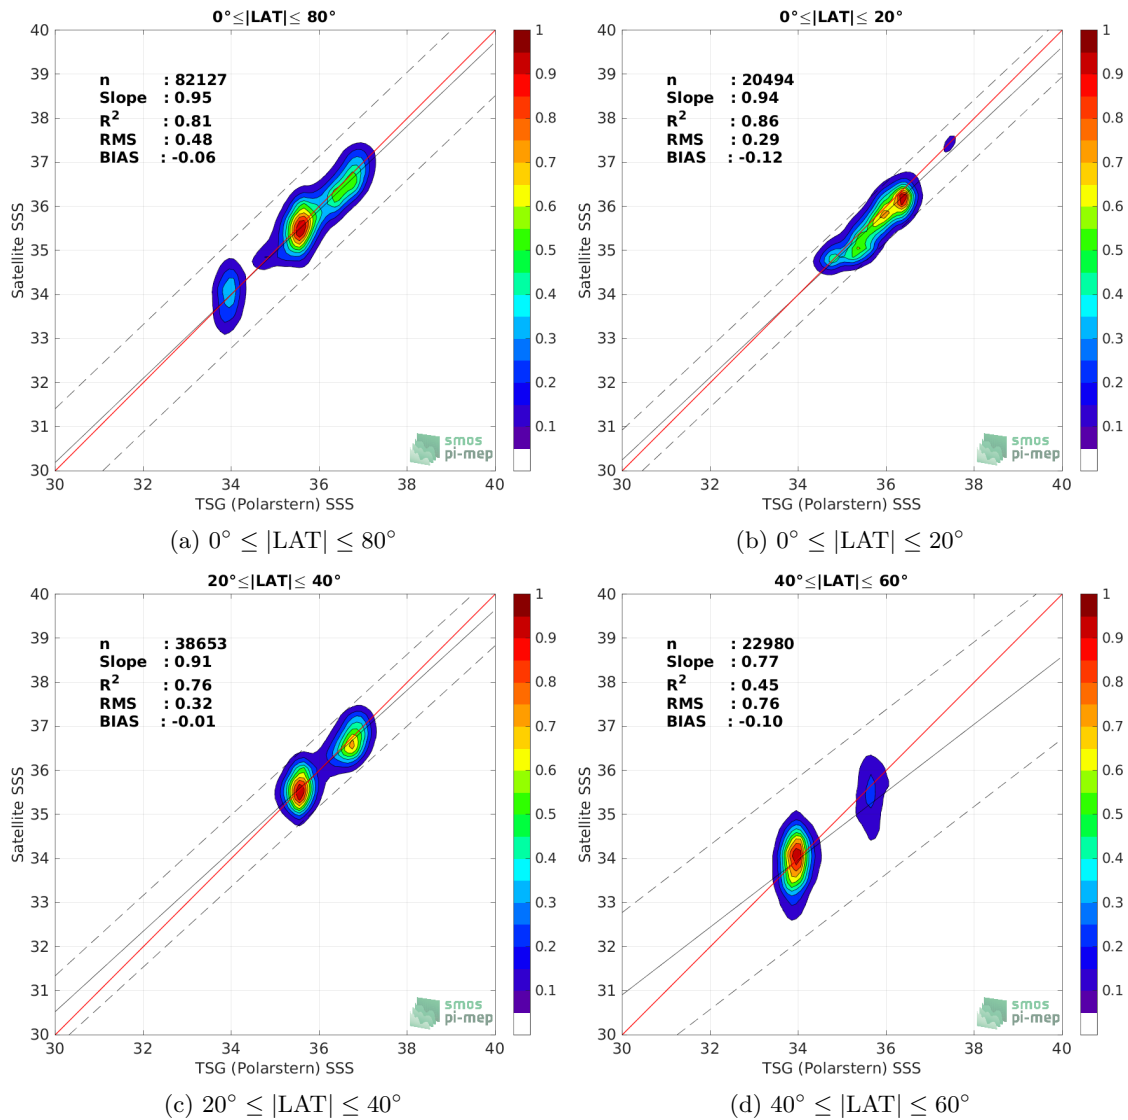 0°≤|LAT|≤ 80°
n : 82127
Slope : 0.95
R² : 0.81
RMS : 0.48
BIAS : -0.06
Satellite SSS
40
39
38
37
36
35
34
33
32
31
30
30 32 34 36 38 40
TSG (Polarstern) SSS
1
0.9
0.8
0.7
0.6
0.5
0.4
0.3
0.2
0.1
smos
pi-mep
(a) 0° ≤ |LAT| ≤ 80°
0°≤|LAT|≤ 20°
n : 20494
Slope : 0.94
R² : 0.86
RMS : 0.29
BIAS : -0.12
Satellite SSS
40
39
38
37
36
35
34
33
32
31
30
30 32 34 36 38 40
TSG (Polarstern) SSS
1
0.9
0.8
0.7
0.6
0.5
0.4
0.3
0.2
0.1
smos
pi-mep
(b) 0° ≤ |LAT| ≤ 20°
20°≤|LAT|≤ 40°
n : 38653
Slope : 0.91
R² : 0.76
RMS : 0.32
BIAS : -0.01
Satellite SSS
40
39
38
37
36
35
34
33
32
31
30
30 32 34 36 38 40
TSG (Polarstern) SSS
1
0.9
0.8
0.7
0.6
0.5
0.4
0.3
0.2
0.1
smos
pi-mep
(c) 20° ≤ |LAT| ≤ 40°
40°≤|LAT|≤ 60°
n : 22980
Slope : 0.77
R² : 0.45
RMS : 0.76
BIAS : -0.10
Satellite SSS
40
39
38
37
36
35
34
33
32
31
30
30 32 34 36 38 40
TSG (Polarstern) SSS
1
0.9
0.8
0.7
0.6
0.5
0.4
0.3
0.2
0.1
smos
pi-mep
(d) 40° ≤ |LAT| ≤ 60°